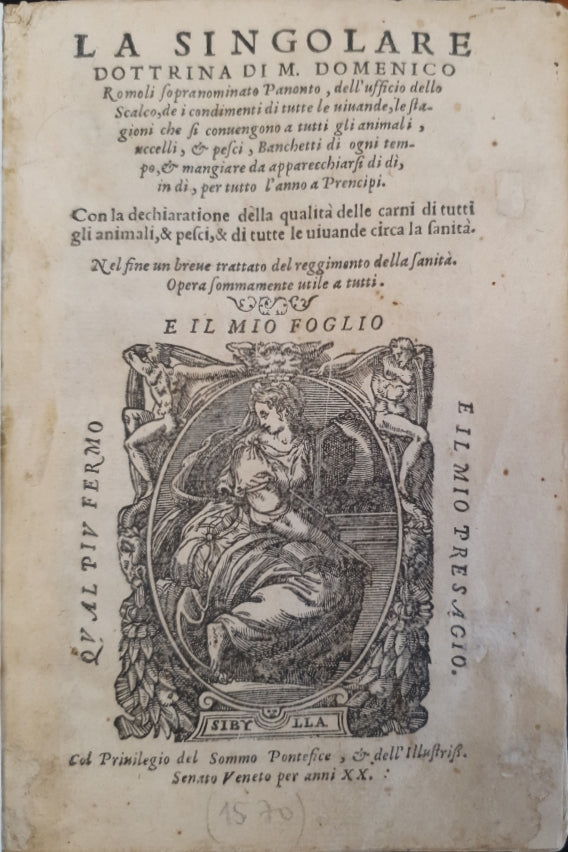 LA SINGOLARE
DOTTRINA DI M. DOMENICO
Romoli ſopranominato Panonto, dell'ufficio dello
Scalco, de i condimenti di tutte le uiuande, le ſta-
gioni che ſi conuengono a tutti gli animali,
uccelli, & peſci, Banchetti di ogni tem-
po, & mangiare da apparecchiarſi di dì,
in dì, per tutto l'anno a Prencipi.
Con la dechiaratione della qualità delle carni di tutti
gli animali, & peſci, & di tutte le uiuande circa la ſanità.
Nel fine un breue trattato del reggimento della ſanità.
Opera ſommamente utile a tutti.
E IL MIO FOGLIO
QVAL PIV FERMO
E IL MIO PRESAGIO.
SIBYLLA
Col Priuilegio del Sommo Pontefice, & dell'Illuſtriſſ.
Senato Veneto per anni XX.
(1570)